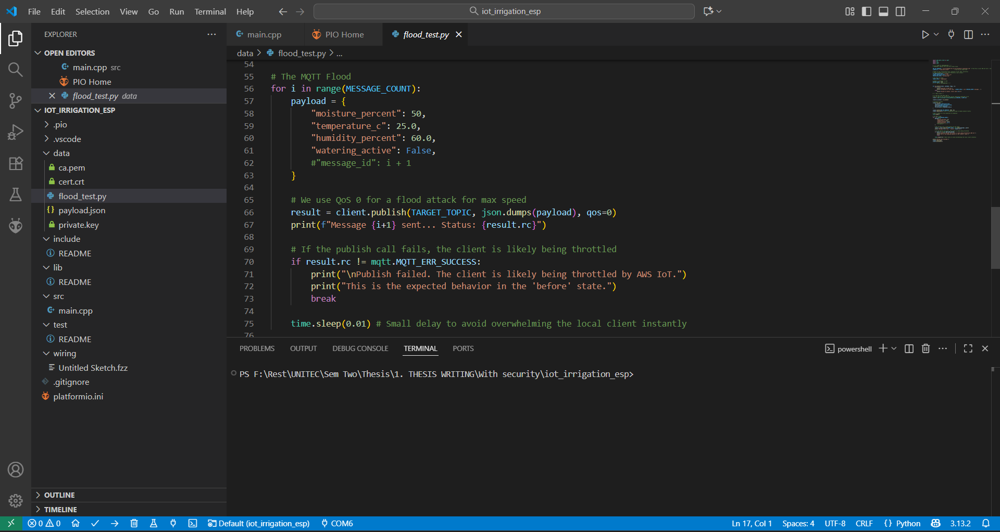 File Edit Selection View Go Run Terminal Help
iot_irrigation_esp
EXPLORER
OPEN EDITORS
main.cpp src
PIO Home
flood_test.py data
IOT_IRRIGATION_ESP
.pio
.vscode
data
ca.pem
cert.crt
flood_test.py
payload.json
private.key
include
README
lib
README
src
main.cpp
test
README
wiring
Untitled Sketch.fzz
.gitignore
platformio.ini
OUTLINE
TIMELINE
main.cpp PIO Home flood_test.py
data > flood_test.py > ...
54
55 # The MQTT Flood
56 for i in range(MESSAGE_COUNT):
57 payload = {
58 "moisture_percent": 50,
59 "temperature_c": 25.0,
60 "humidity_percent": 60.0,
61 "watering_active": False,
62 #"message_id": i + 1
63 }
64
65 # We use QoS 0 for a flood attack for max speed
66 result = client.publish(TARGET_TOPIC, json.dumps(payload), qos=0)
67 print(f"Message {i+1} sent... Status: {result.rc}")
68
69 # If the publish call fails, the client is likely being throttled
70 if result.rc != mqtt.MQTT_ERR_SUCCESS:
71 print("\nPublish failed. The client is likely being throttled by AWS IoT.")
72 print("This is the expected behavior in the 'before' state.")
73 break
74
75 time.sleep(0.01) # Small delay to avoid overwhelming the local client instantly
76
PROBLEMS OUTPUT DEBUG CONSOLE TERMINAL PORTS
powershell
PS F:\Rest\UNITEC\Sem Two\Thesis\1. THESIS WRITING\With security\iot_irrigation_esp>
0 0 Default (iot_irrigation_esp) COM6 Ln 17, Col 1 Spaces: 4 UTF-8 CRLF {} Python 3.13.2